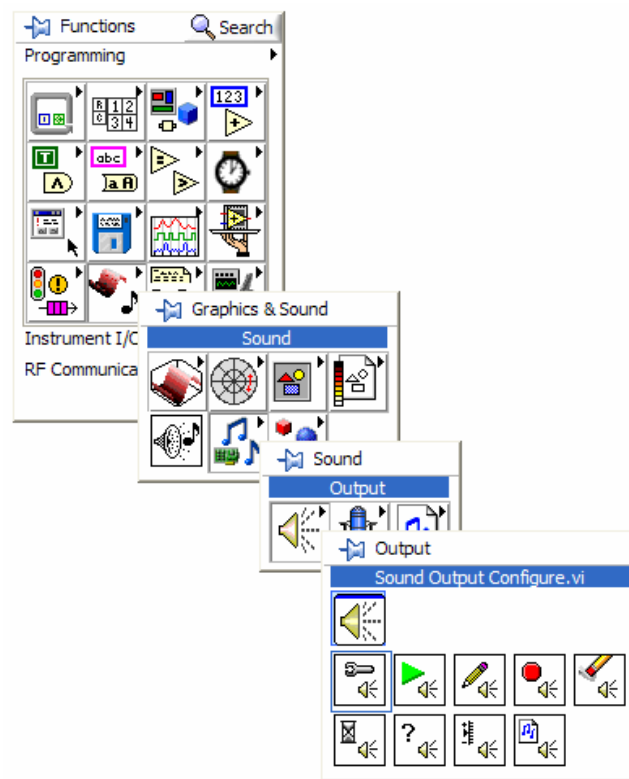 Functions
Search
Programming
Graphics & Sound
Instrument I/O
Sound
RF Communica
Sound
Output
Output
Sound Output Configure.vi